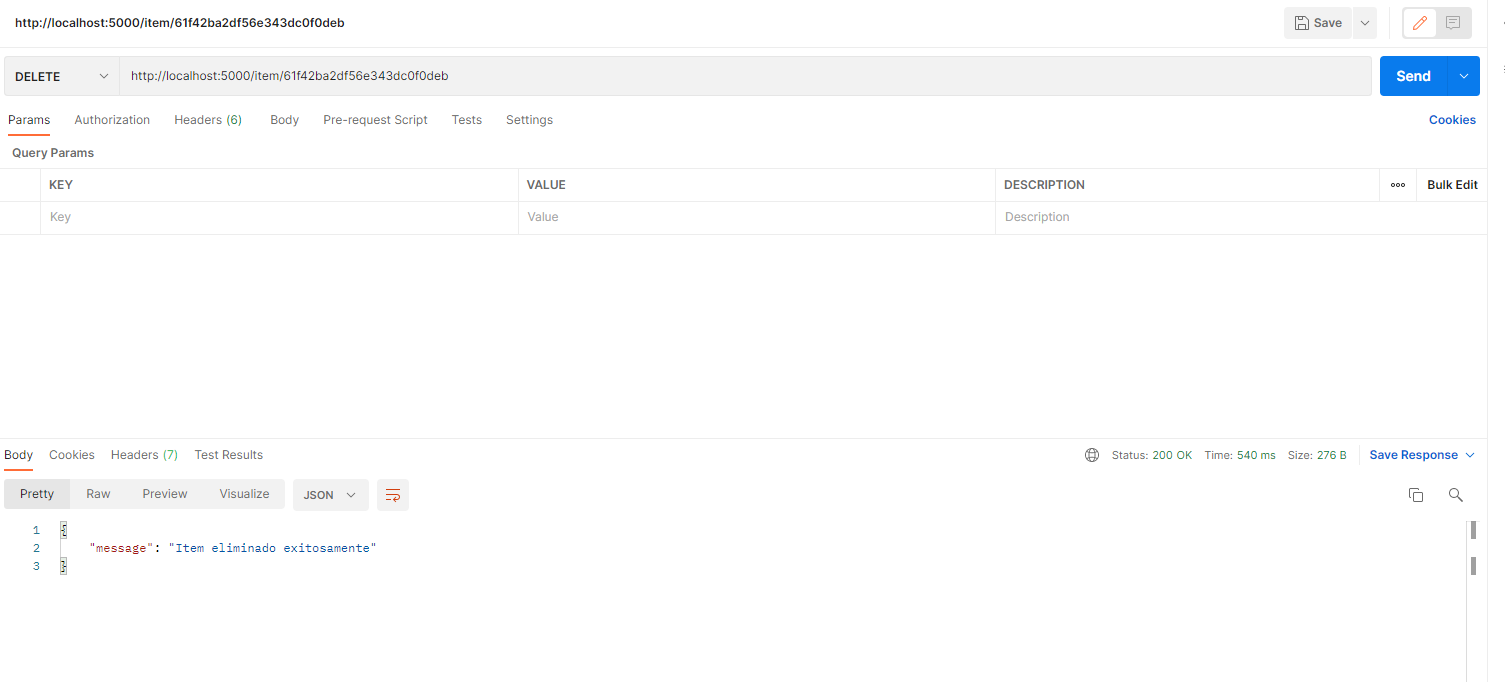 http://localhost:5000/item/61f42ba2df56e343dc0f0deb Save
DELETE http://localhost:5000/item/61f42ba2df56e343dc0f0deb Send
Params Authorization Headers (6) Body Pre-request Script Tests Settings Cookies
Query Params
KEY VALUE DESCRIPTION Bulk Edit
Key Value Description
Body Cookies Headers (7) Test Results Status: 200 OK Time: 540 ms Size: 276 B Save Response
Pretty Raw Preview Visualize JSON
1 {
2 "message": "Item eliminado exitosamente"
3 }